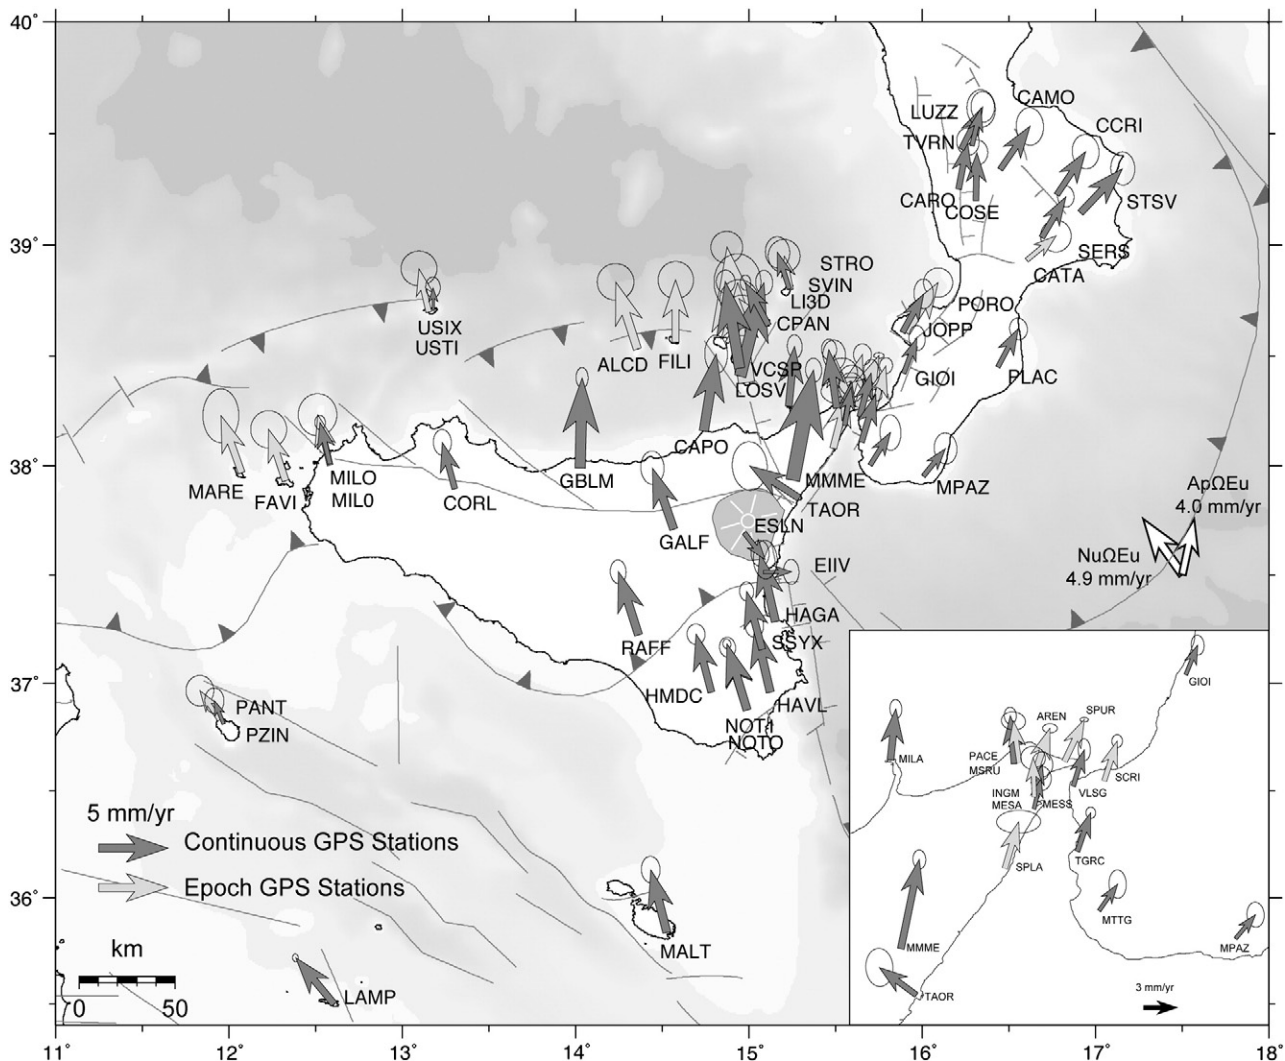 40°
39°
38°
37°
36°
11
12
13
14
15
16
17
18
LUZZ
CAMO
TVRN
CCRI
CARO
COSE
STSV
SERS
CATA
STRO
SVIN
LI3D
CPAN
PORO
JOPP
USIX
USTI
ALCD
FILI
VCSP
LOSV
GIOI
PLAC
CAPO
MARE
FAVI
MILO
MIL0
CORL
GBLM
MMME
MPAZ
TAOR
GALF
ESLN
EIIV
ApΩEu
4.0 mm/yr
NuΩEu
4.9 mm/yr
HAGA
RAFF
SSYX
HMDC
HAVL
NOT1
NOTO
PANT
PZIN
5 mm/yr
Continuous GPS Stations
Epoch GPS Stations
km
0
50
MALT
LAMP
GIOI
AREN
SPUR
MILA
PACE
MSRU
SCRI
INGM
MESA
MESS
VLSG
SPLA
TGRC
MTTG
MMME
MPAZ
TAOR
3 mm/yr